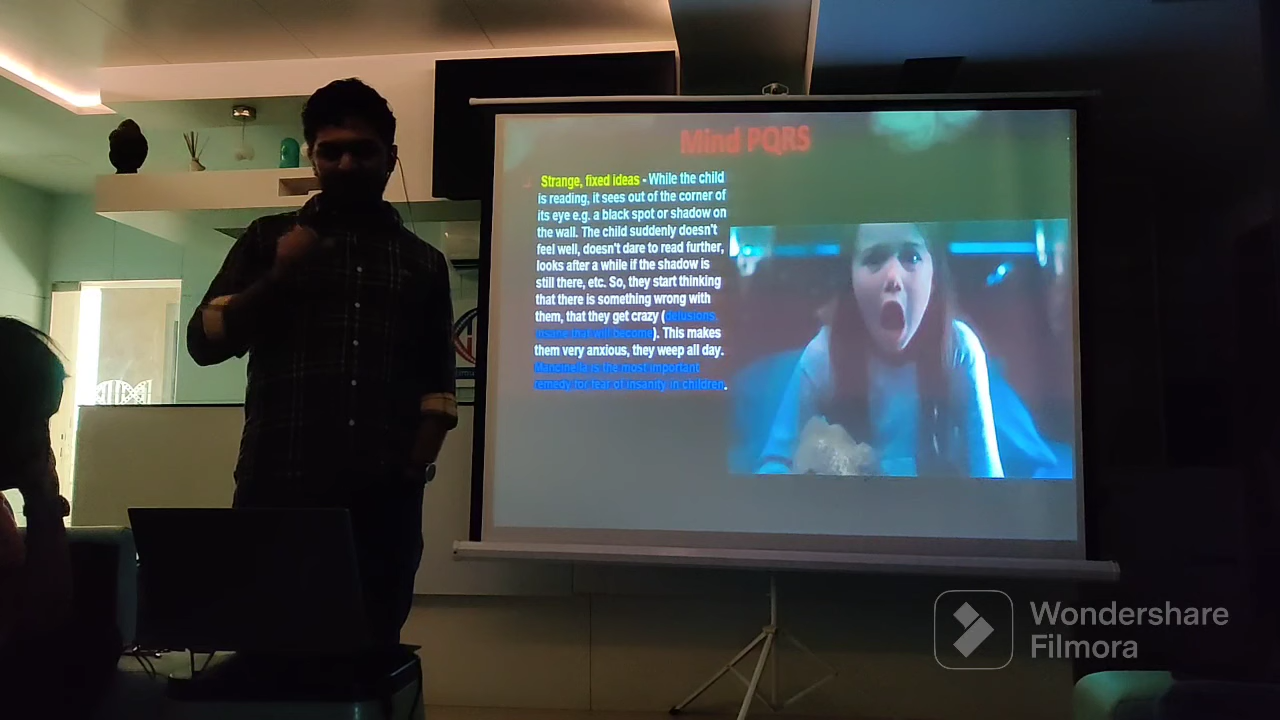 Mind PQRS
Strange, fixed ideas - While the child
is reading, it sees out of the corner of
its eye e.g. a black spot or shadow on
the wall. The child suddenly doesn't
feel well, doesn't dare to read further,
looks after a while if the shadow is
still there, etc. So, they start thinking
that there is something wrong with
them, that they get crazy (delusions,
insane that will become). This makes
them very anxious, they weep all day.
Mancinella is the most important
remedy for fear of insanity in children.
Wondershare
Filmora